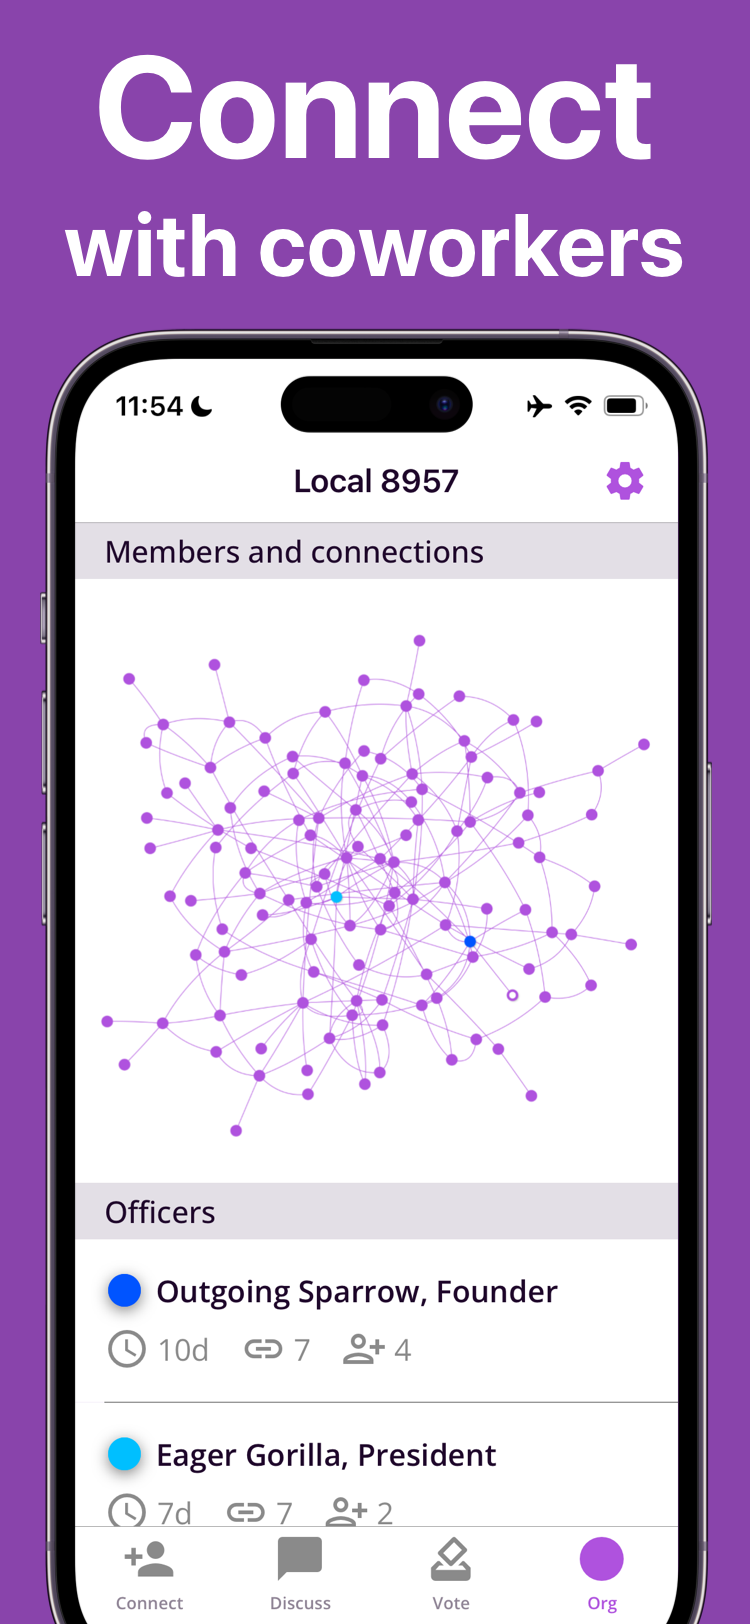 Connect
with coworkers
11:54
Local 8957
Members and connections
Officers
Outgoing Sparrow, Founder
10d 7 4
Eager Gorilla, President
7d 7 2
Connect Discuss Vote Org